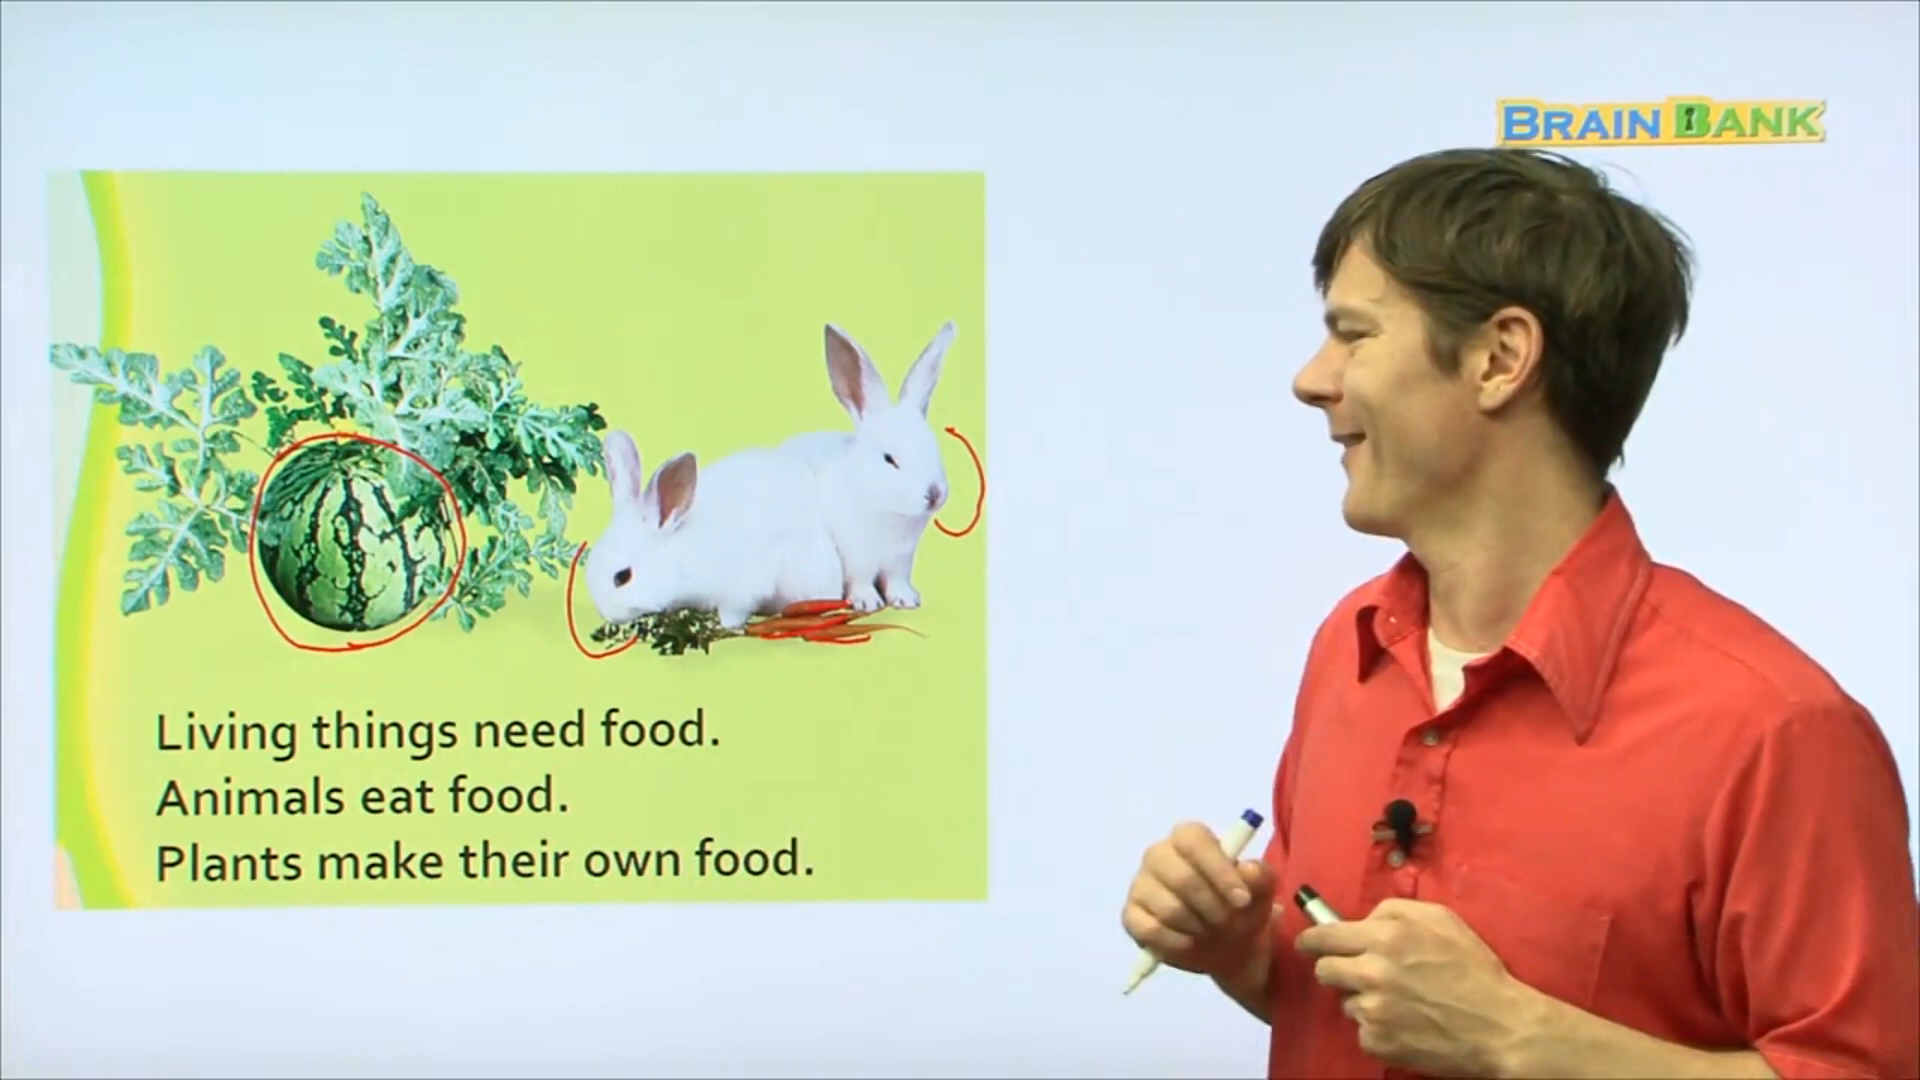 BRAIN BANK
Living things need food.
Animals eat food.
Plants make their own food.